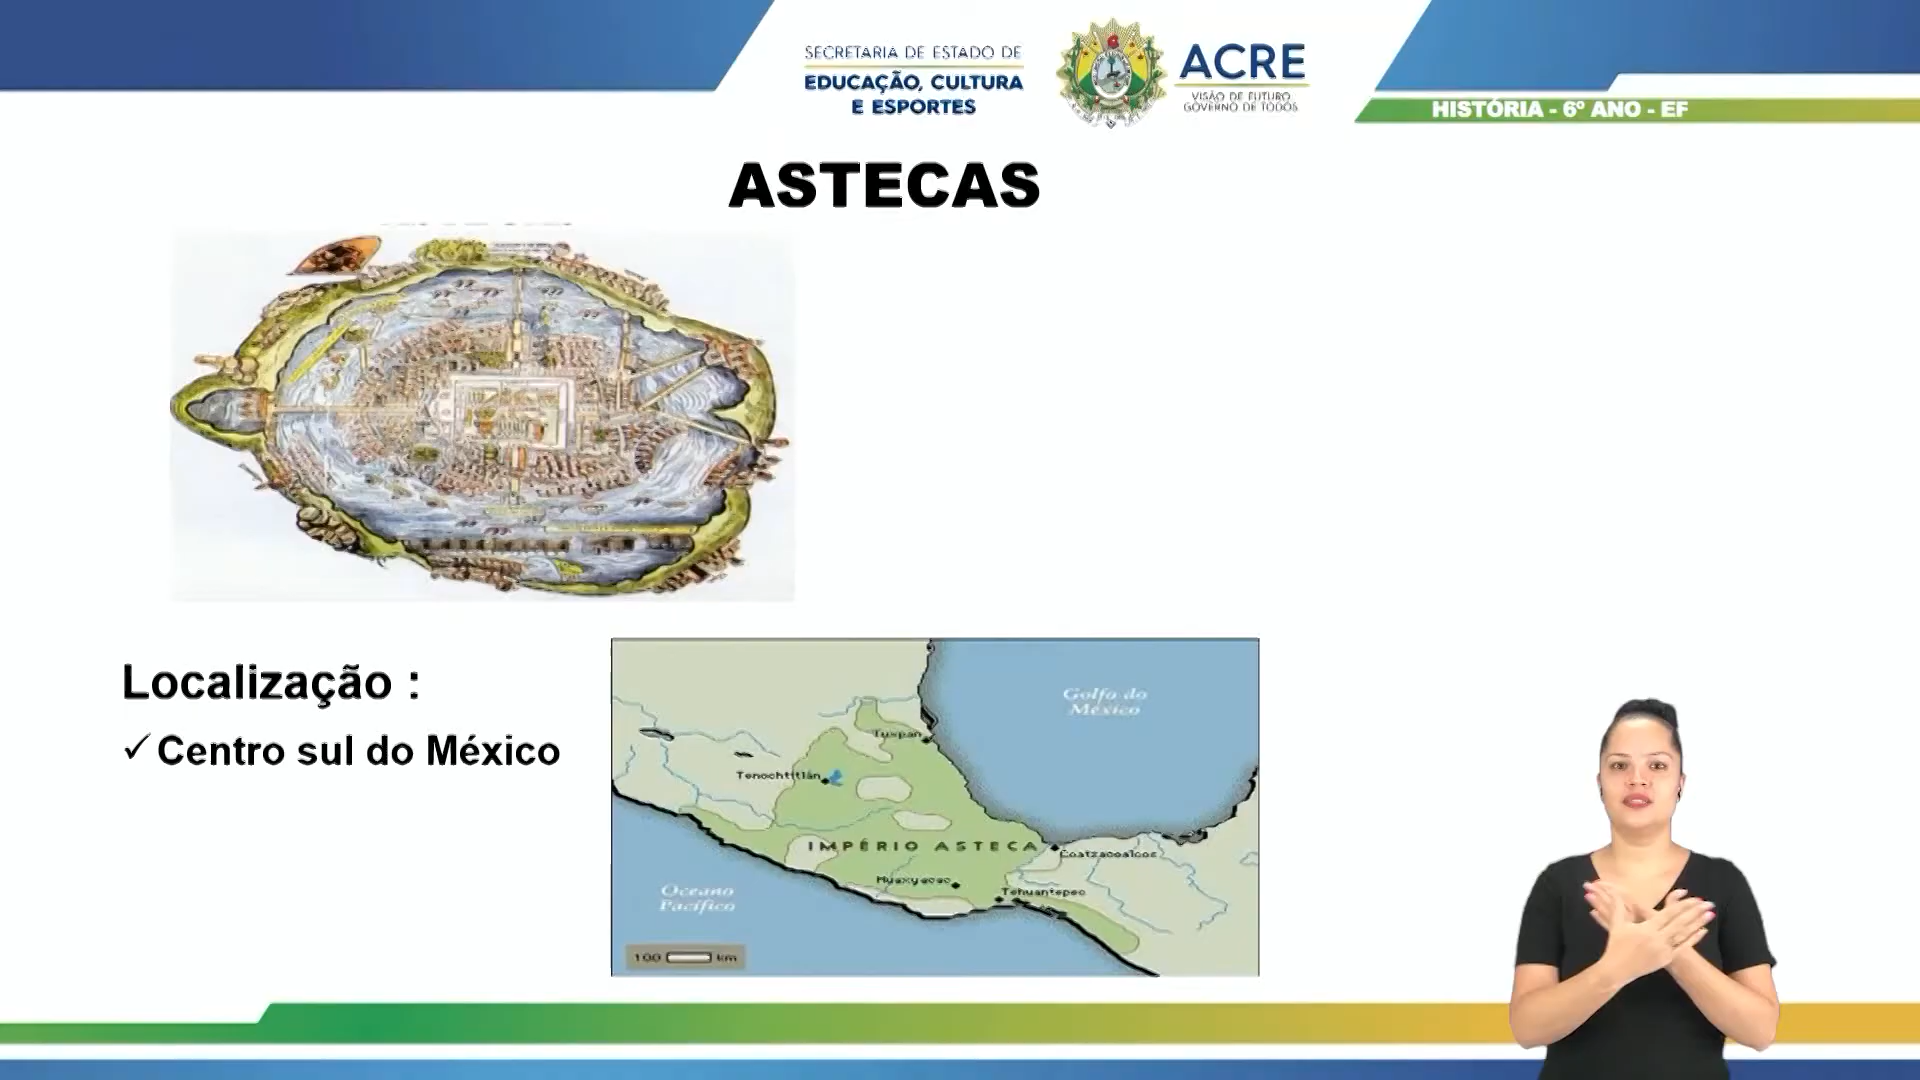 SECRETARIA DE ESTADO DE
EDUCAÇÃO, CULTURA
E ESPORTES
ACRE
VISÃO DE FUTURO
GOVERNO DE TODOS
HISTÓRIA - 6º ANO - EF
ASTECAS
Localização :
✓ Centro sul do México
Golfo do
México
Tuxpan
Tenochtitlán
IMPÉRIO ASTECA
Coatzacoalcos
Huaxyacac
Tehuantepec
Oceano
Pacífico
100 km